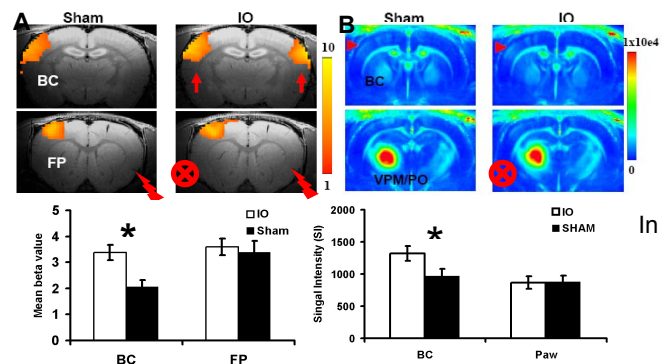 A Sham IO
BC
10
FP
1
B Sham IO
BC
1x10e4
VPM/PO
0
Mean beta value
5
4
3
2
1
0
IO
Sham
*
BC FP
Singal Intensity (SI)
2000
1500
1000
500
0
IO
SHAM
*
BC Paw
In